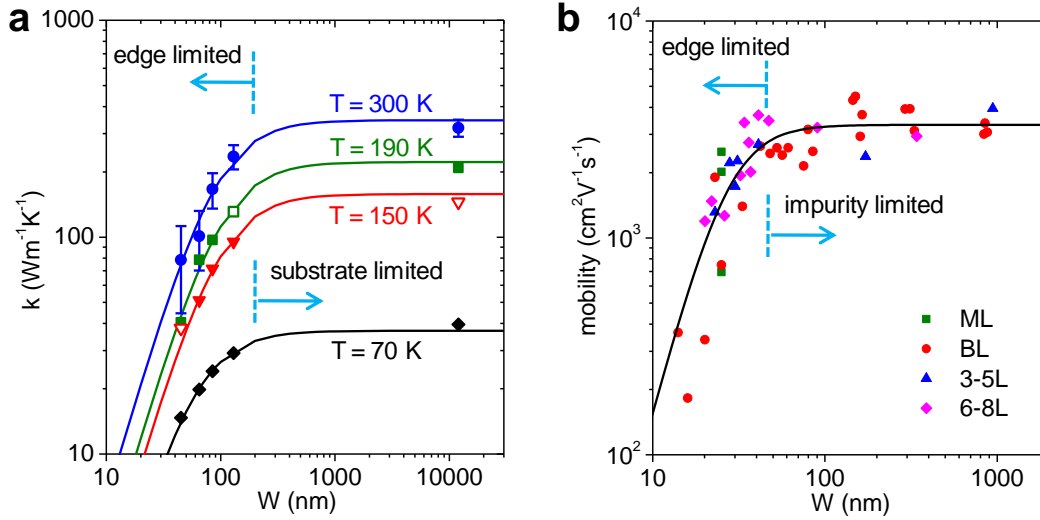 a
1000
100
10
k (Wm⁻¹K⁻¹)
edge limited
T = 300 K
T = 190 K
T = 150 K
substrate limited
T = 70 K
10 100 1000 10000
W (nm)
b
10⁴
10³
10²
mobility (cm²V⁻¹s⁻¹)
edge limited
impurity limited
ML
BL
3-5L
6-8L
10 100 1000
W (nm)